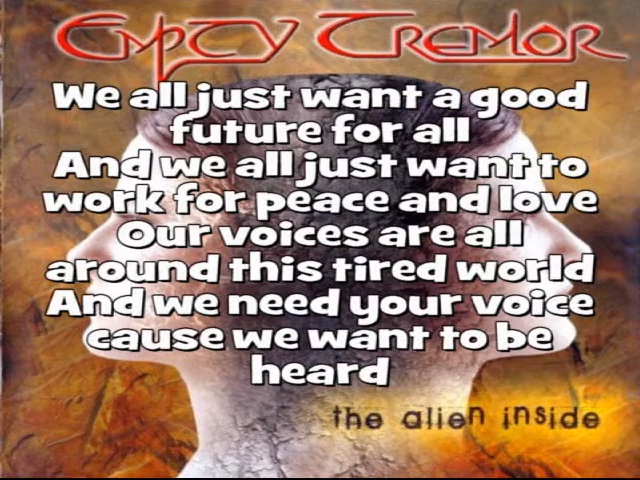 Empty Tremor
We all just want a good
future for all
And we all just want to
work for peace and love
Our voices are all
around this tired world
And we need your voice
cause we want to be
heard
the alien inside